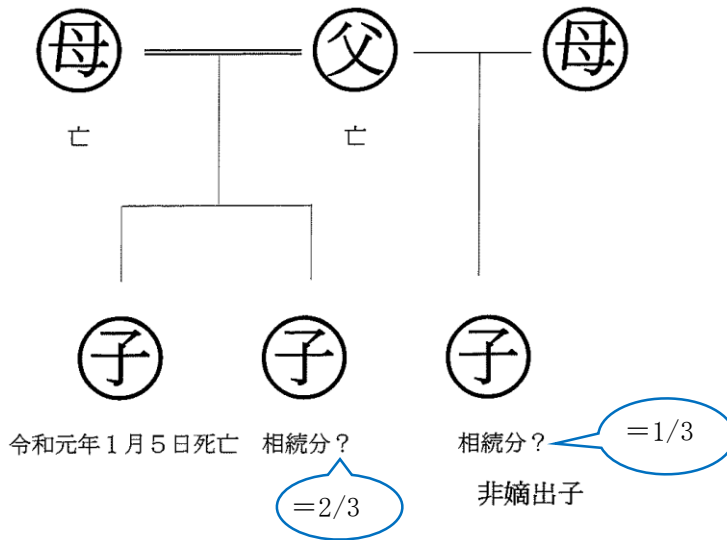 母 父 母
亡 亡
子 子 子
令和元年1月5日死亡 相続分？ 相続分？ ＝1/3
＝2/3 非嫡出子